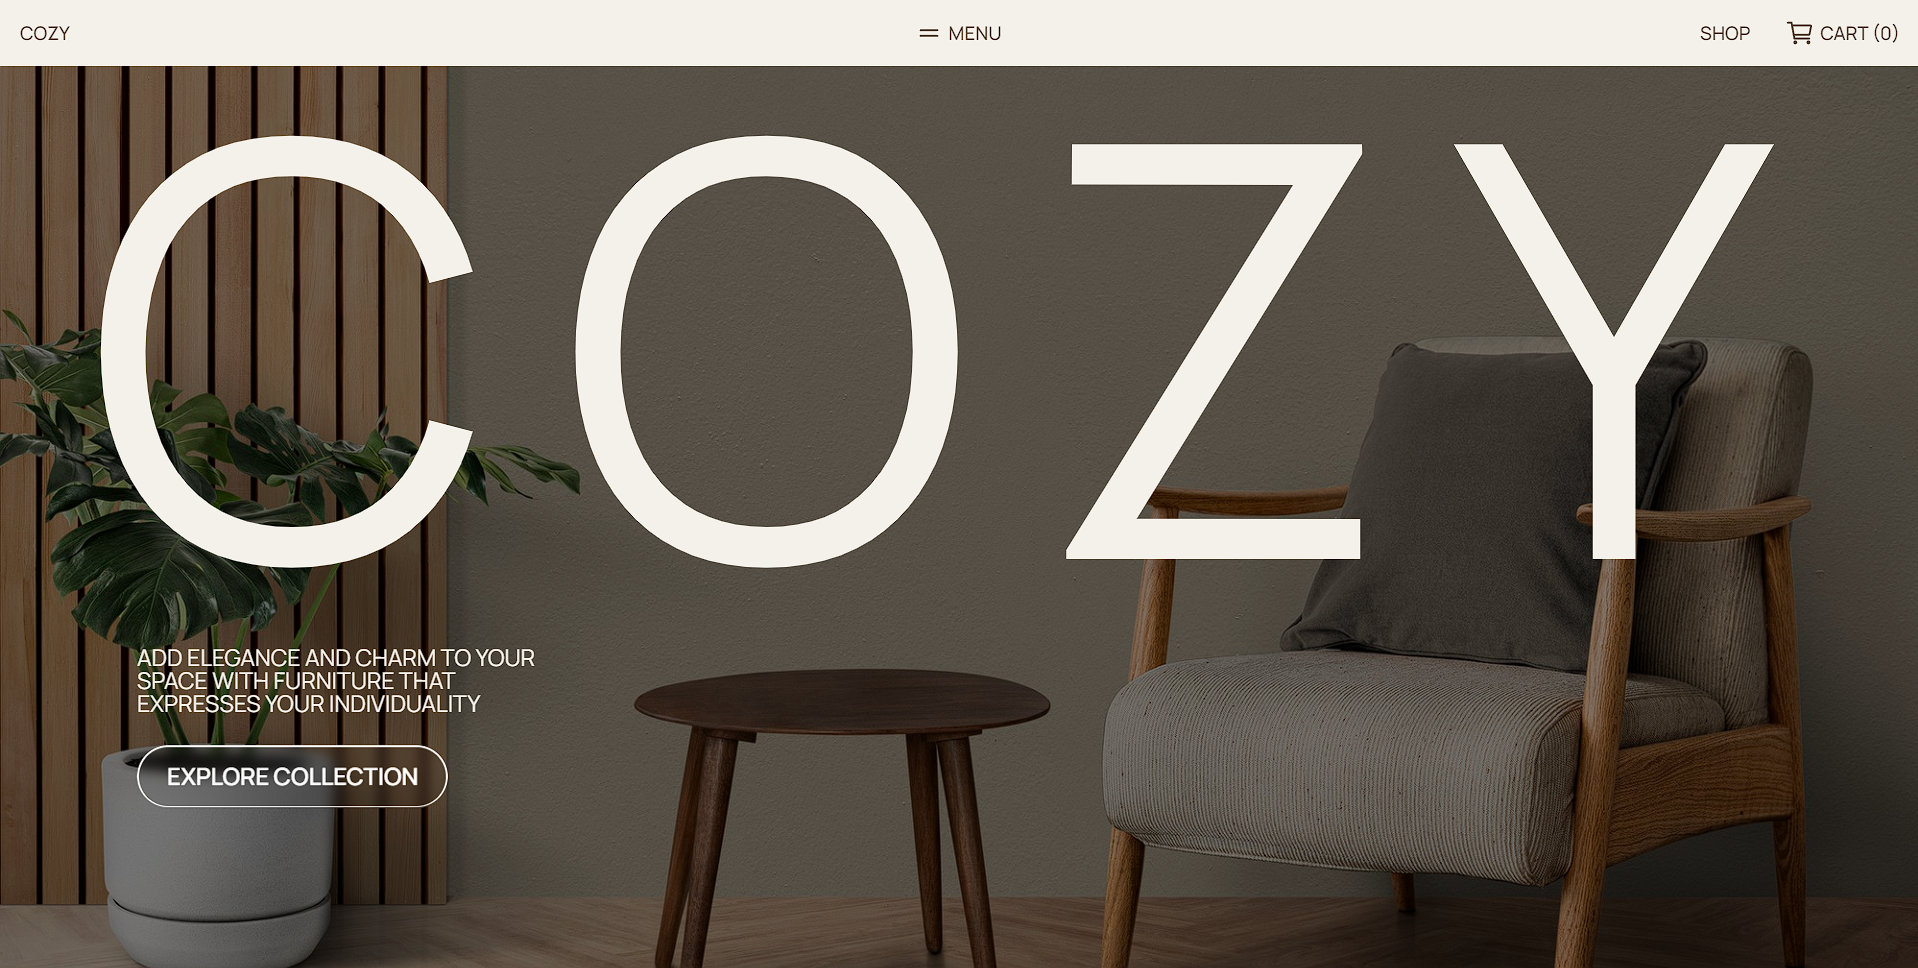 COZY
MENU
SHOP
CART (0)
COZY
ADD ELEGANCE AND CHARM TO YOUR
SPACE WITH FURNITURE THAT
EXPRESSES YOUR INDIVIDUALITY
EXPLORE COLLECTION